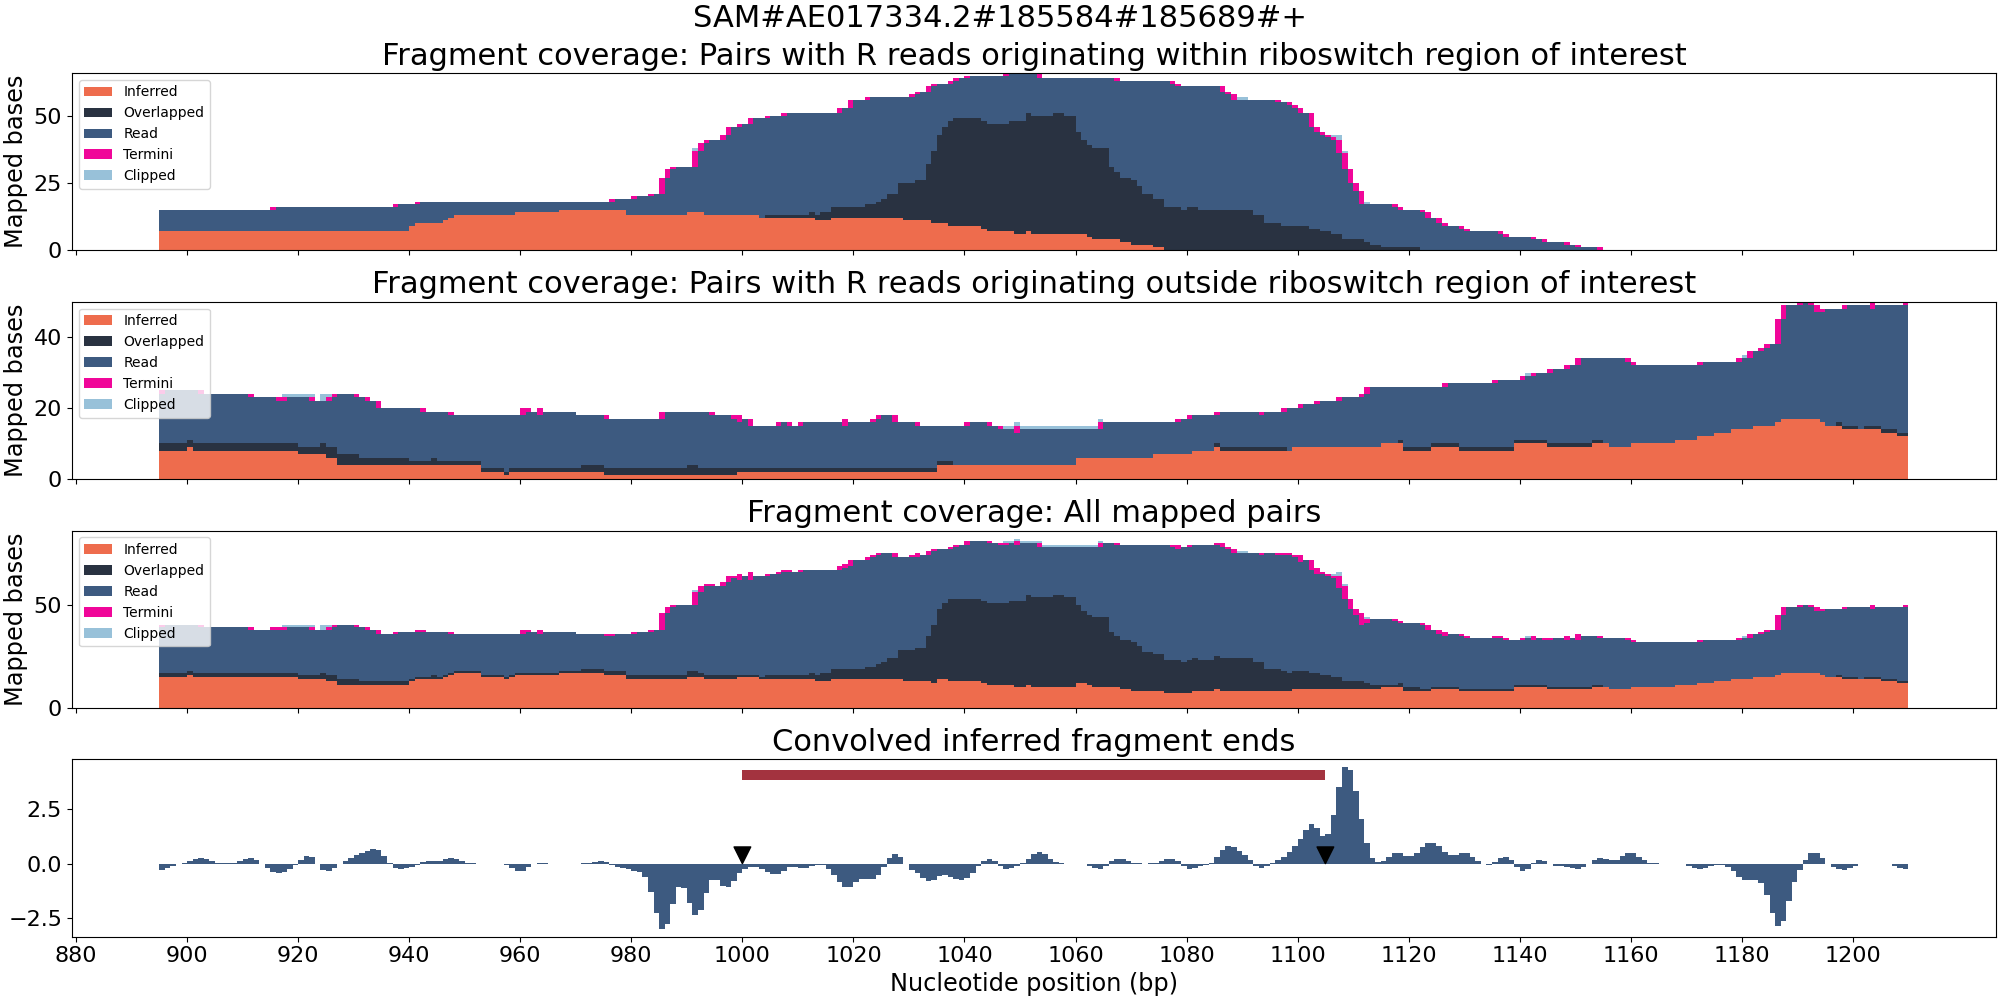 SAM#AE017334.2#185584#185689#+
Fragment coverage: Pairs with R reads originating within riboswitch region of interest
Mapped bases
50
25
0
Inferred
Overlapped
Read
Termini
Clipped
Fragment coverage: Pairs with R reads originating outside riboswitch region of interest
Mapped bases
40
20
0
Inferred
Overlapped
Read
Termini
Clipped
Fragment coverage: All mapped pairs
Mapped bases
50
0
Inferred
Overlapped
Read
Termini
Clipped
Convolved inferred fragment ends
2.5
0.0
−2.5
880 900 920 940 960 980 1000 1020 1040 1060 1080 1100 1120 1140 1160 1180 1200
Nucleotide position (bp)